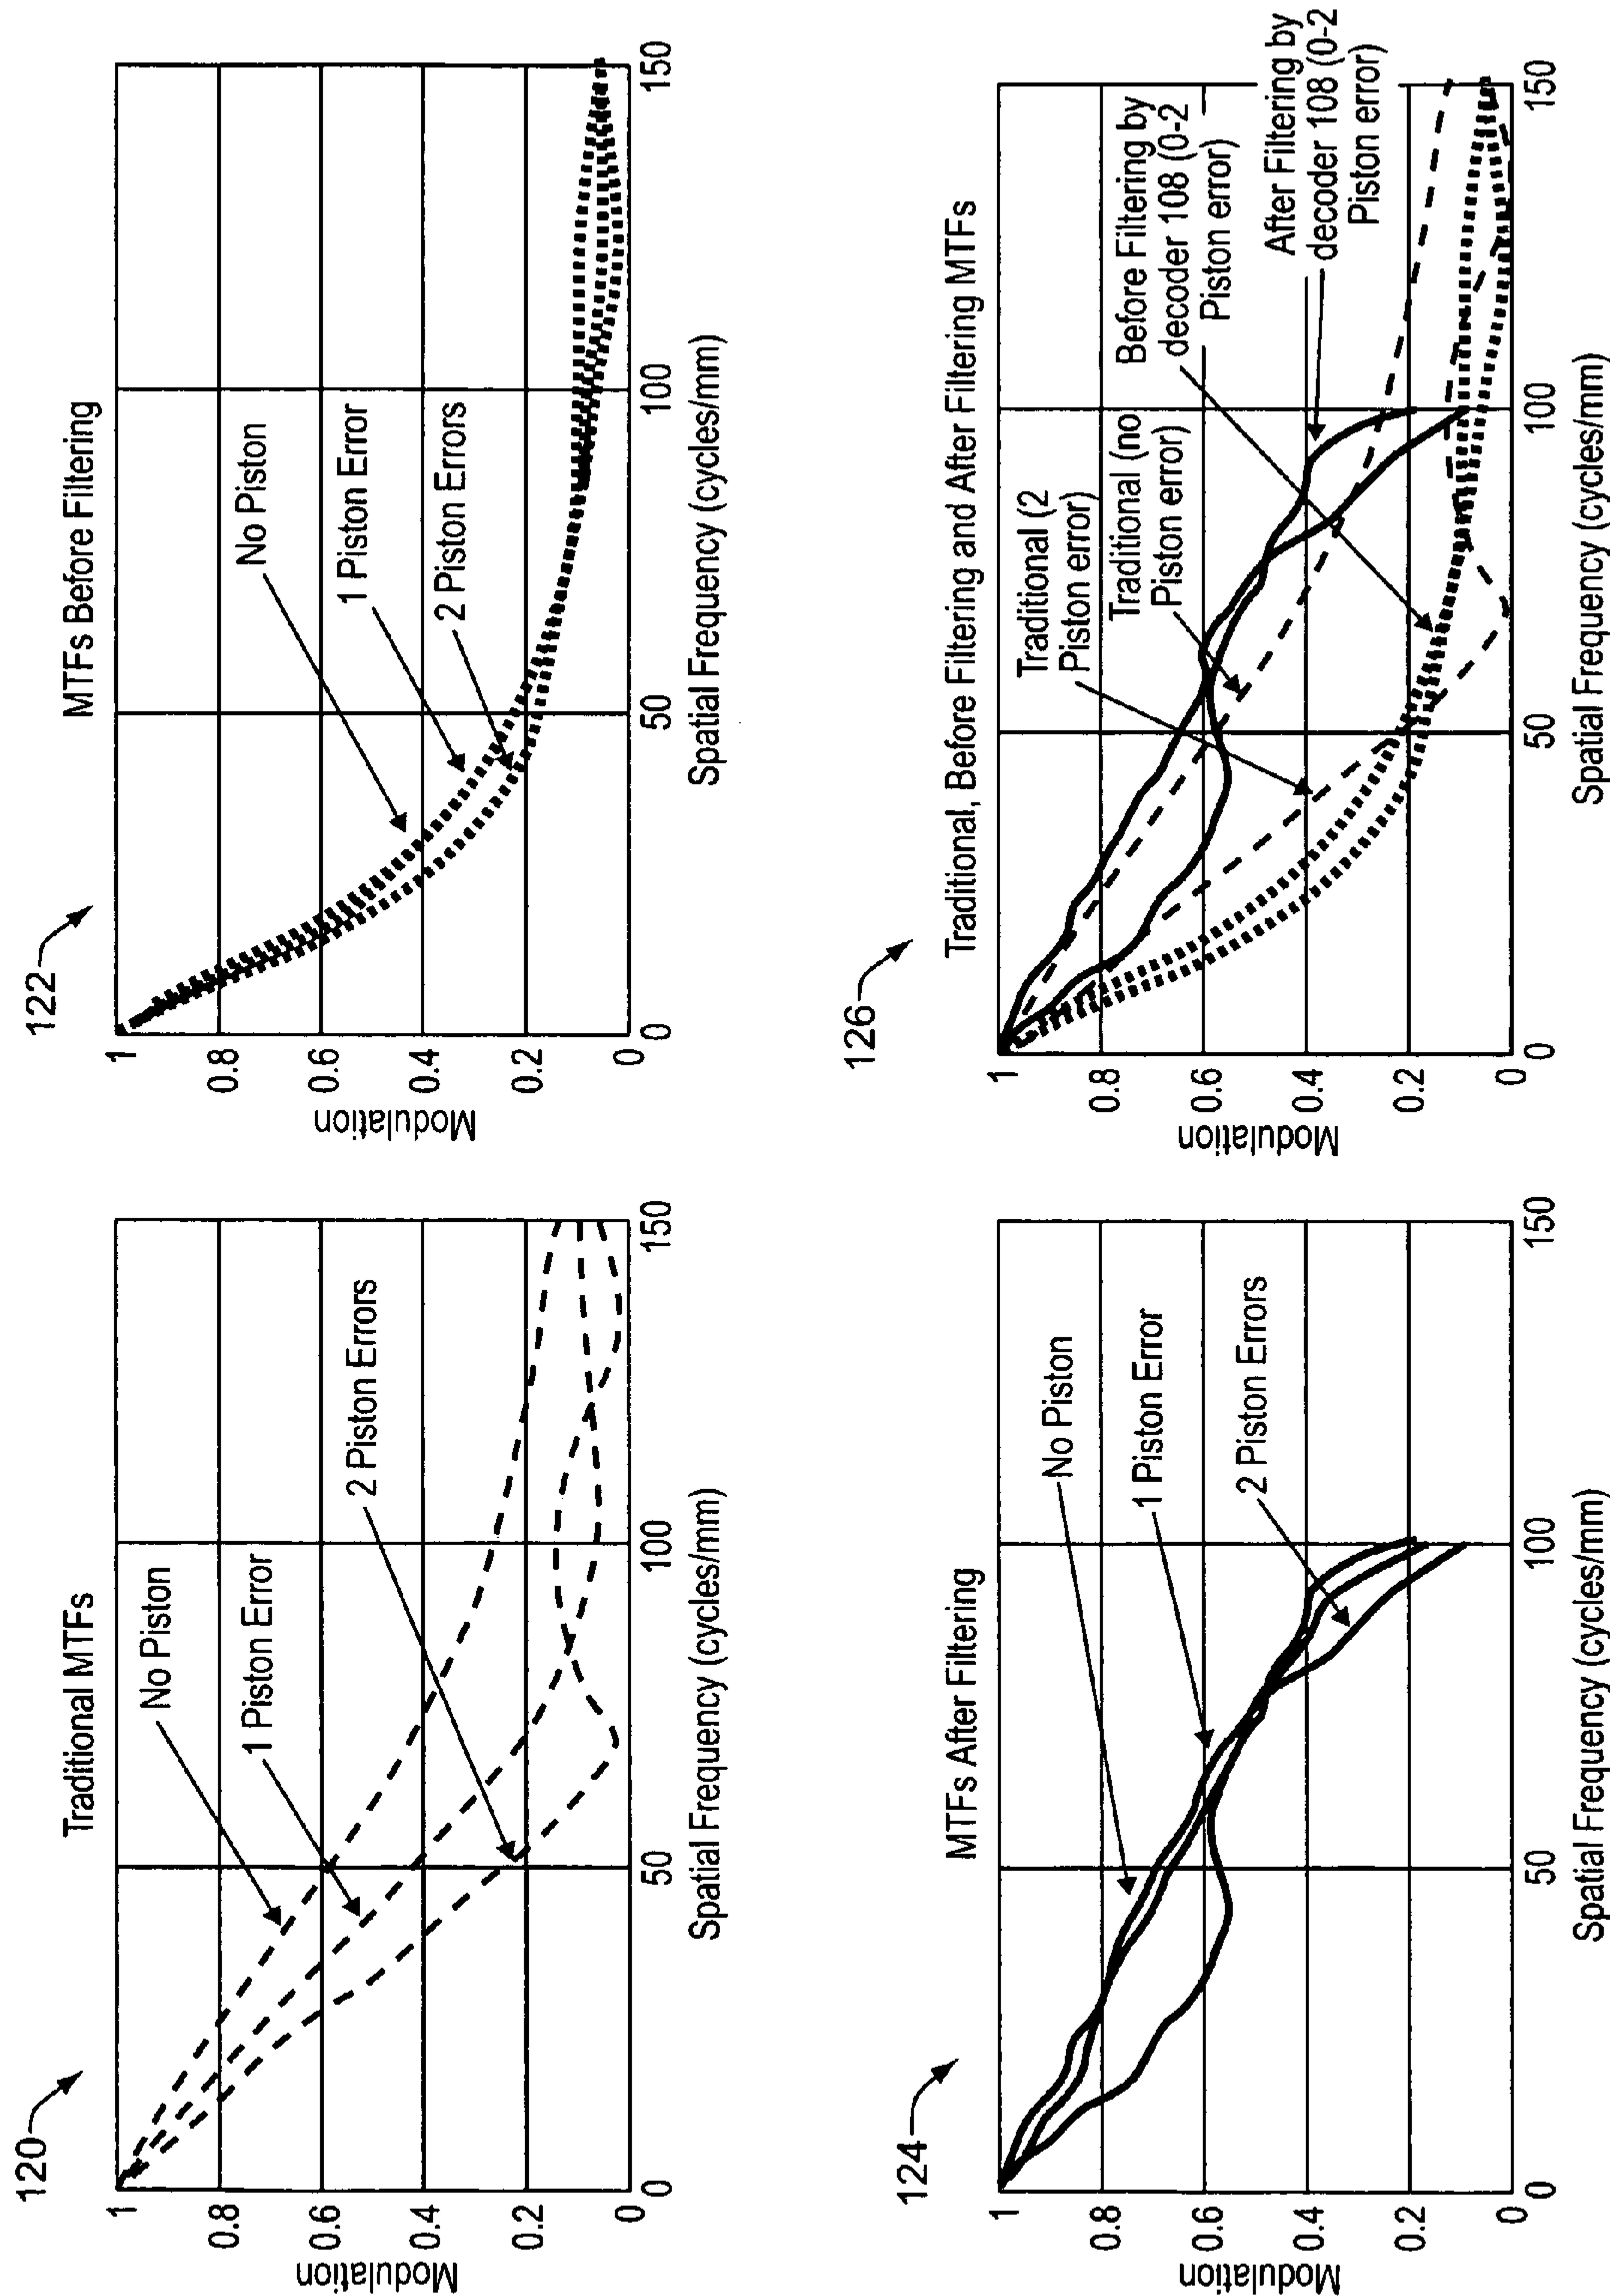 120
Traditional MTFs
1
0.8
0.6
0.4
0.2
0
Modulation
No Piston
1 Piston Error
2 Piston Errors
0
50
100
150
Spatial Frequency (cycles/mm)
122
MTFs Before Filtering
1
0.8
0.6
0.4
0.2
0
Modulation
No Piston
1 Piston Error
2 Piston Errors
0
50
100
150
Spatial Frequency (cycles/mm)
124
MTFs After Filtering
1
0.8
0.6
0.4
0.2
0
Modulation
No Piston
1 Piston Error
2 Piston Errors
0
50
100
150
Spatial Frequency (cycles/mm)
126
Traditional, Before Filtering and After Filtering MTFs
1
0.8
0.6
0.4
0.2
0
Modulation
Traditional (2
Piston error)
Traditional (no
Piston error)
Before Filtering by
decoder 108 (0-2
Piston error)
After Filtering by
decoder 108 (0-2
Piston error)
0
50
100
150
Spatial Frequency (cycles/mm)